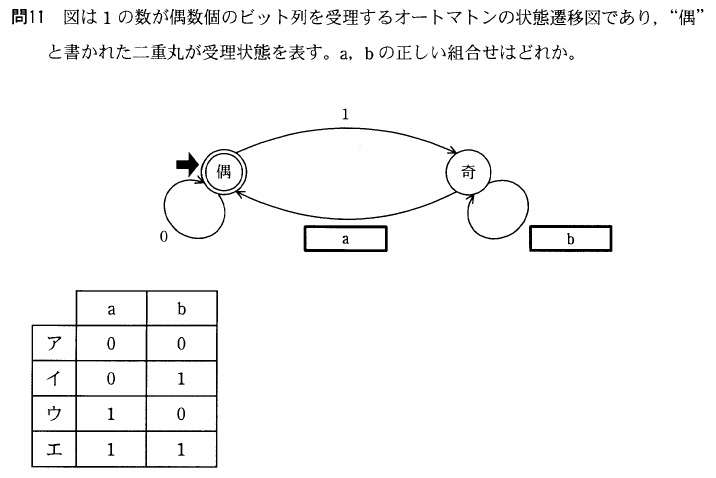 問11 図は1の数が偶数個のビット列を受理するオートマトンの状態遷移図であり，“偶”
と書かれた二重丸が受理状態を表す。a，bの正しい組合せはどれか。
1
偶
奇
0
a
b
a b
ア 0 0
イ 0 1
ウ 1 0
エ 1 1